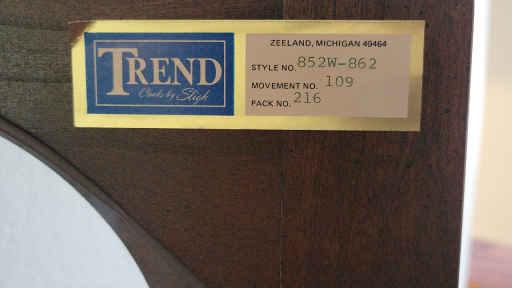 TREND
Clocks by Sligh
ZEELAND, MICHIGAN 49464
STYLE NO. 852W-862
MOVEMENT NO. 109
PACK NO. 216